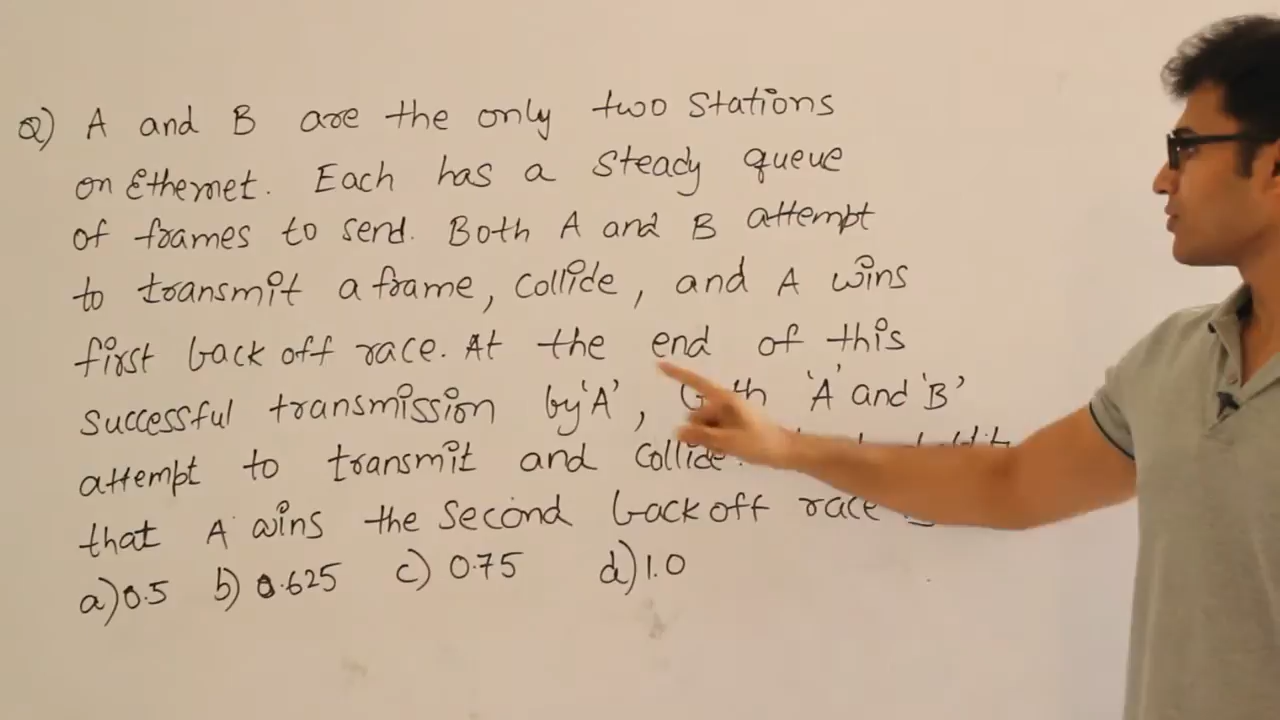 Q) A and B are the only two Stations
on Ethernet. Each has a steady queue
of frames to send. Both A and B attempt
to transmit a frame, Collide, and A wins
first back off race. At the end of this
successful transmission by 'A', both 'A' and 'B'
attempt to transmit and Collide.
that A wins the second back off race
a) 0.5 b) 0.625 c) 0.75 d) 1.0